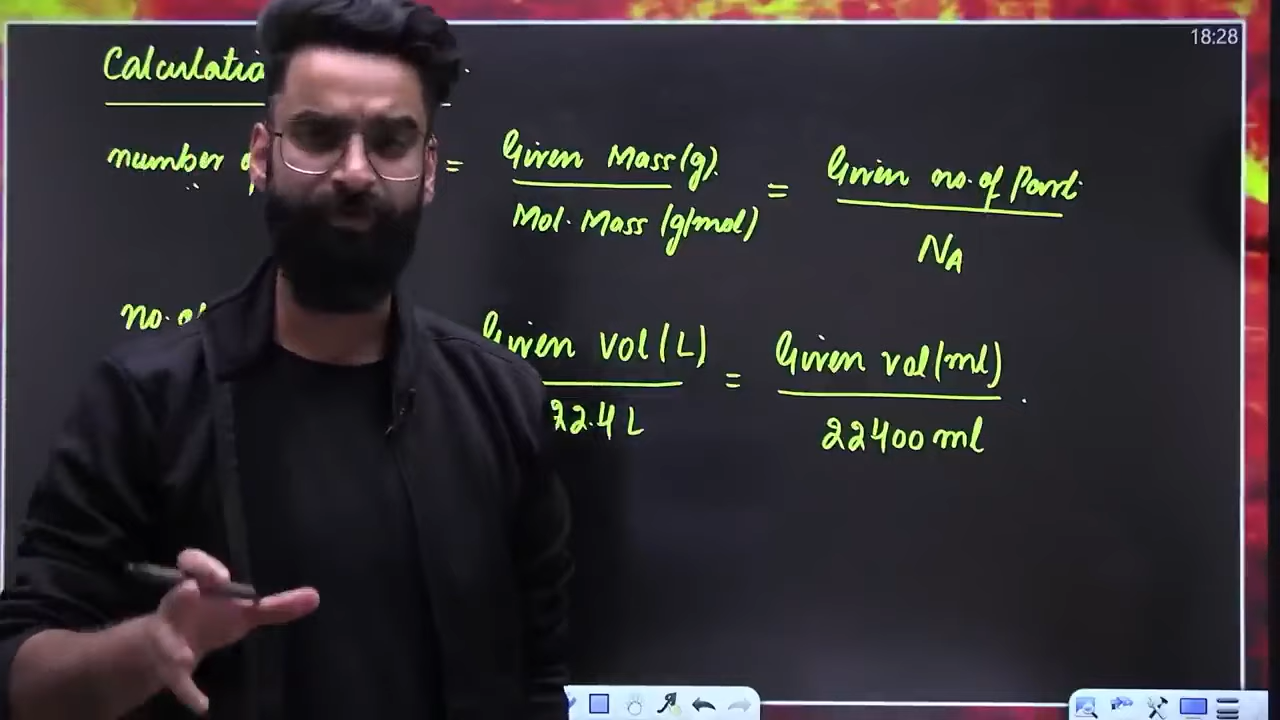 18:28
Calculatio
number = Given Mass(g) = Given no. of Part.
Mol. Mass (g/mol) NA
no. of Given vol(L) = Given vol(ml)
22.4 L 22400 ml